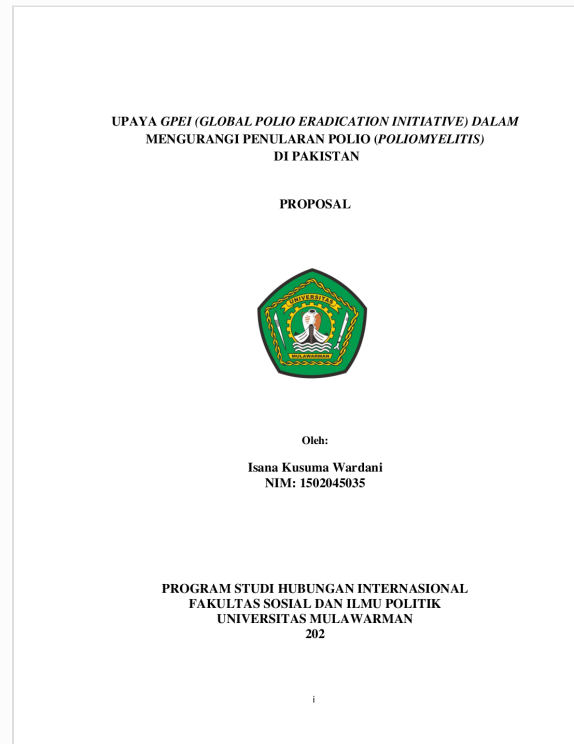 UPAYA GPEI (GLOBAL POLIO ERADICATION INITIATIVE) DALAM
MENGURANGI PENULARAN POLIO (POLIOMYELITIS)
DI PAKISTAN
PROPOSAL
UNIVERSITAS
MULAWARMAN
Oleh:
Isana Kusuma Wardani
NIM: 1502045035
PROGRAM STUDI HUBUNGAN INTERNASIONAL
FAKULTAS SOSIAL DAN ILMU POLITIK
UNIVERSITAS MULAWARMAN
202
i